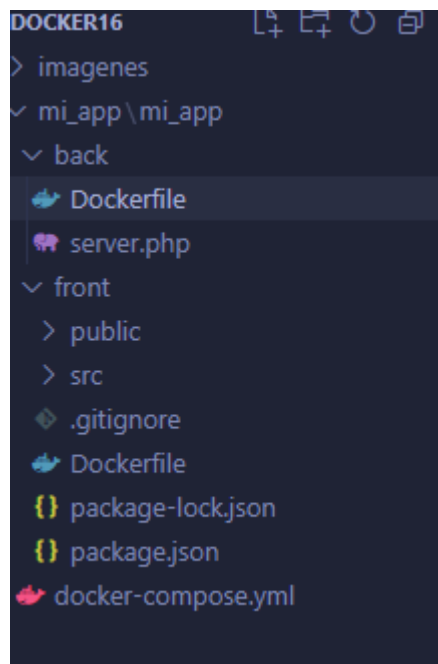 DOCKER16
imagenes
mi_app\mi_app
back
Dockerfile
server.php
front
public
src
.gitignore
Dockerfile
package-lock.json
package.json
docker-compose.yml